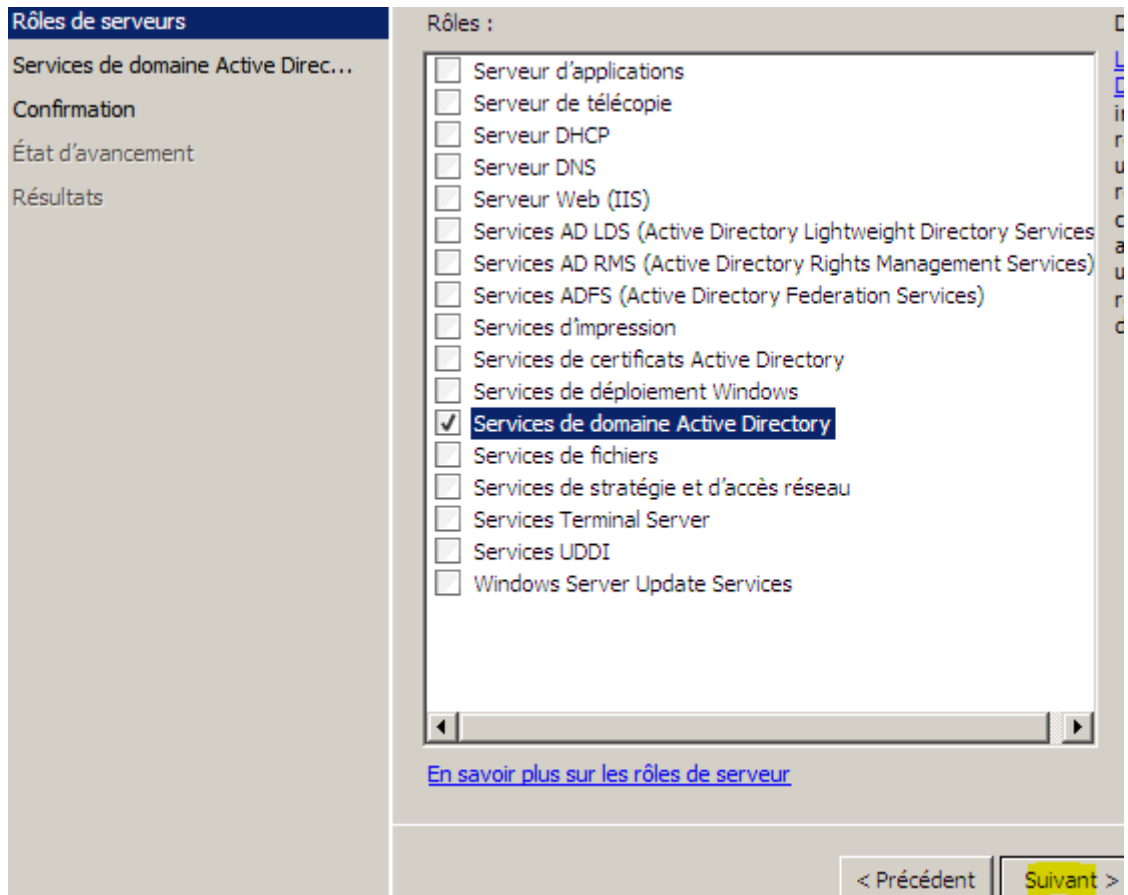 Rôles de serveurs
Services de domaine Active Direc...
Confirmation
État d'avancement
Résultats
Rôles :
Serveur d'applications
Serveur de télécopie
Serveur DHCP
Serveur DNS
Serveur Web (IIS)
Services AD LDS (Active Directory Lightweight Directory Services
Services AD RMS (Active Directory Rights Management Services)
Services ADFS (Active Directory Federation Services)
Services d'impression
Services de certificats Active Directory
Services de déploiement Windows
Services de domaine Active Directory
Services de fichiers
Services de stratégie et d'accès réseau
Services Terminal Server
Services UDDI
Windows Server Update Services
En savoir plus sur les rôles de serveur
< Précédent
Suivant >